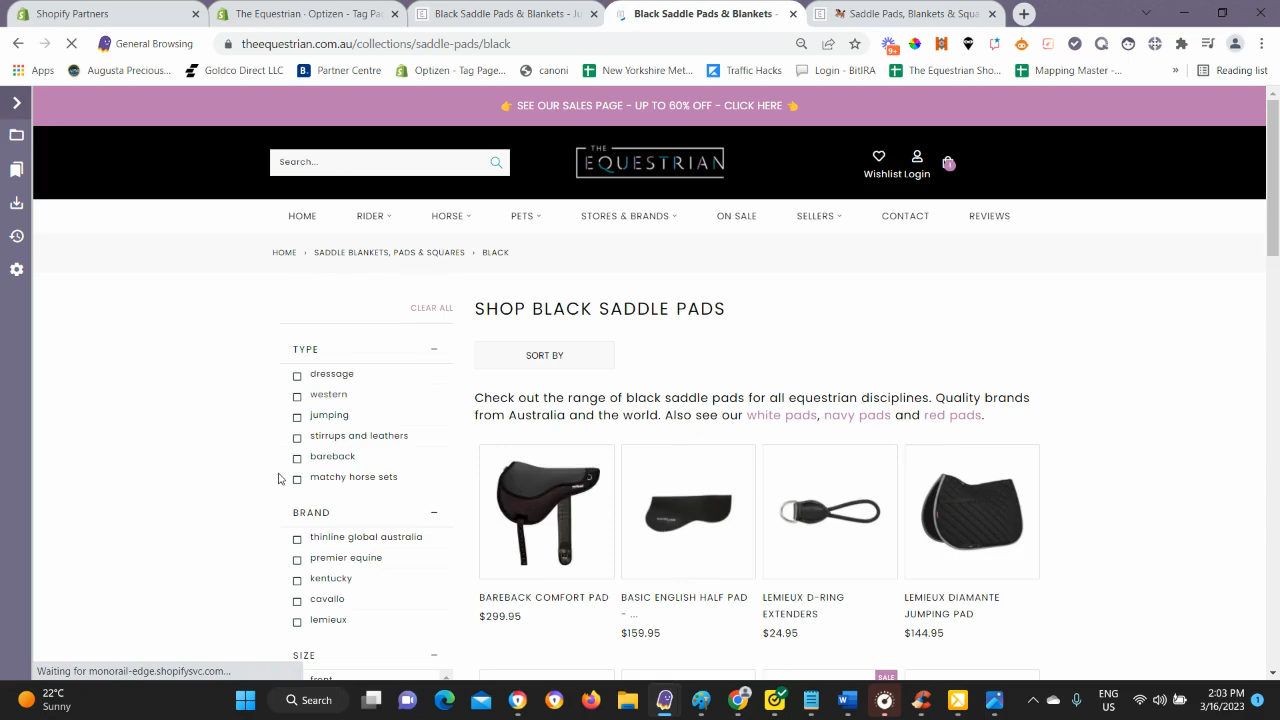 Shopify Partners
The Equestrian - Tag Pages
Horse Saddle Blankets - Ju
Black Saddle Pads & Blankets -
Saddle Blankets & Squa
General Browsing
theequestrian.com.au/collections/saddle-pads/black
9+
Apps
Augusta Precious...
Goldco Direct LLC
Partner Centre
Optizen - Tag Page...
canoni
New Yorkshire Met...
Traffic Hacks
Login - BitIRA
The Equestrian Sho...
Mapping Master -...
»
Reading list
SEE OUR SALES PAGE - UP TO 60% OFF - CLICK HERE
Search...
THE
EQUESTRIAN
Wishlist Login
1
HOME
RIDER
HORSE
PETS
STORES & BRANDS
ON SALE
SELLERS
CONTACT
REVIEWS
HOME › SADDLE BLANKETS, PADS & SQUARES › BLACK
CLEAR ALL
TYPE
dressage
western
jumping
stirrups and leathers
bareback
matchy horse sets
BRAND
thinline global australia
premier equine
kentucky
cavallo
lemieux
SIZE
front
SHOP BLACK SADDLE PADS
SORT BY
Check out the range of black saddle pads for all equestrian disciplines. Quality brands
from Australia and the world. Also see our white pads, navy pads and red pads.
BAREBACK COMFORT PAD
$299.95
BASIC ENGLISH HALF PAD
- ...
$159.95
LEMIEUX D-RING
EXTENDERS
$24.95
LEMIEUX DIAMANTE
JUMPING PAD
$144.95
SALE
Waiting for monorail-edge.shopifysvc.com...
22°C
Sunny
Search
ENG
US
2:03 PM
3/16/2023
1